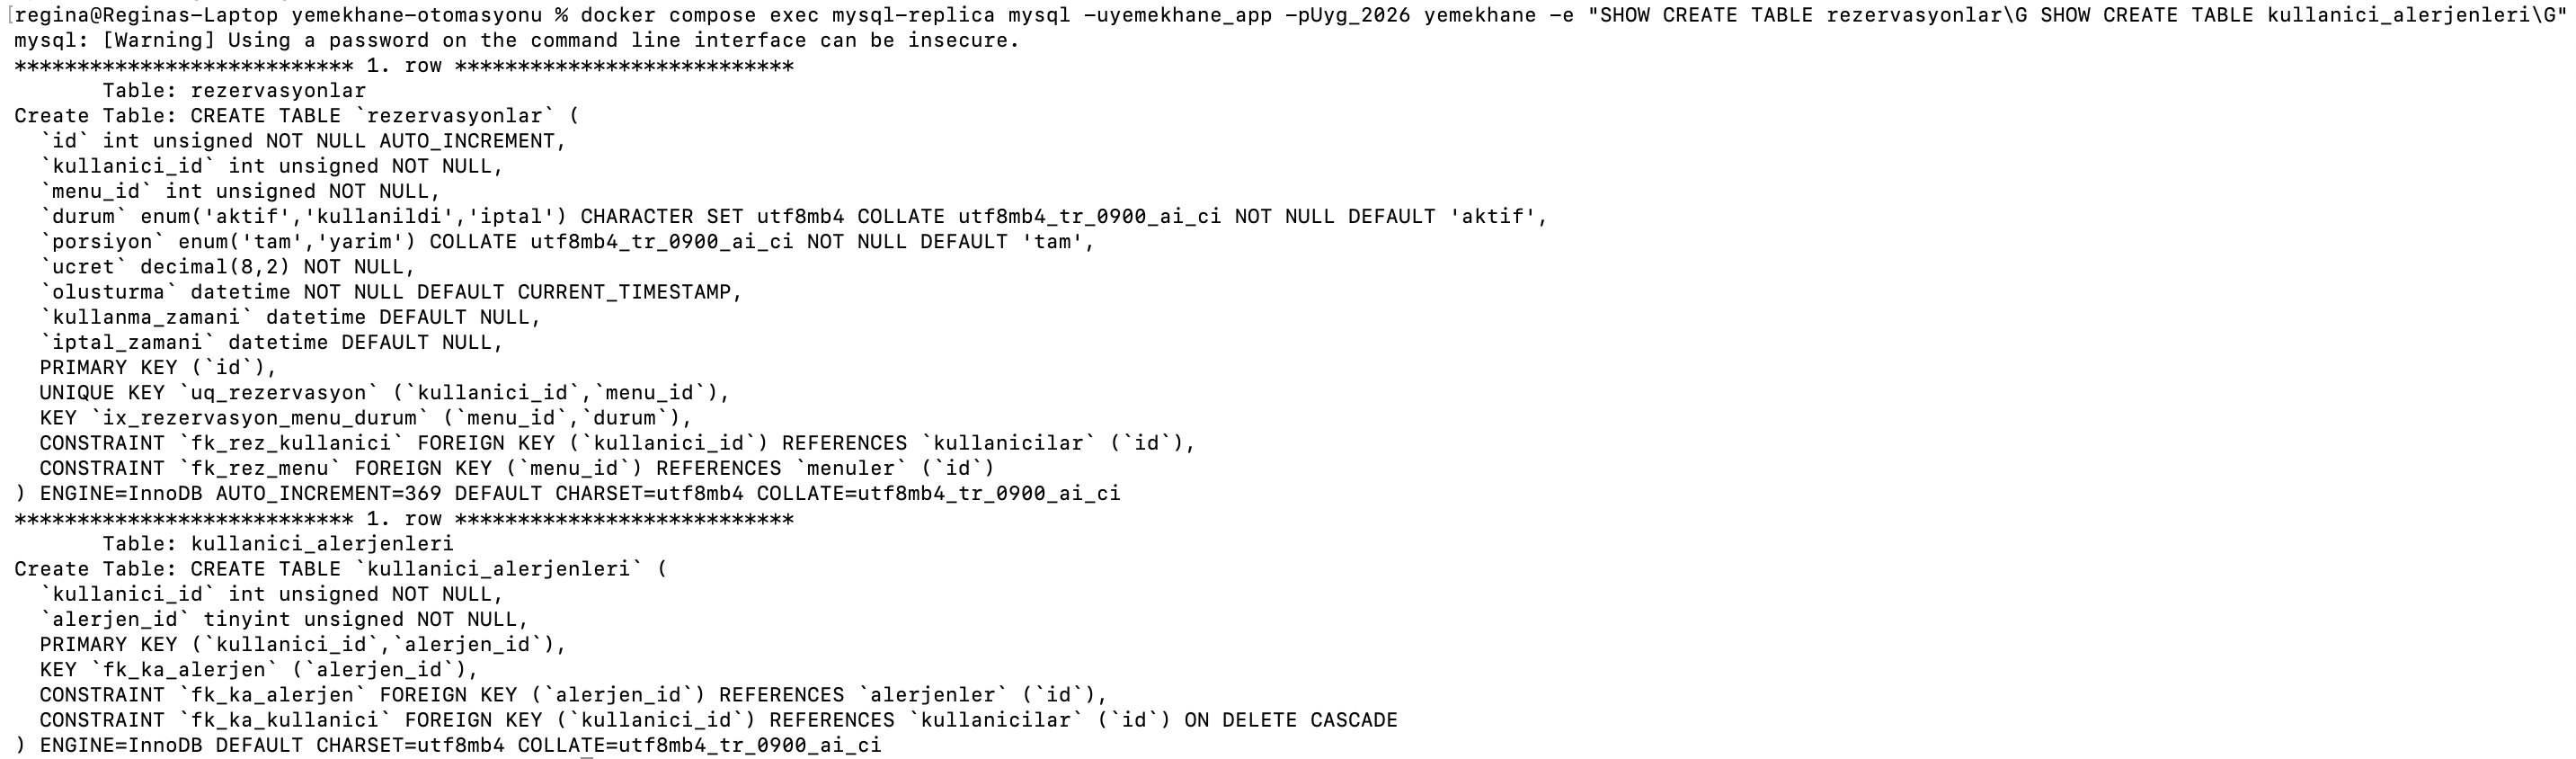 [regina@Reginas-Laptop yemekhane-otomasyonu % docker compose exec mysql-replica mysql -uyemekhane_app -pUyg_2026 yemekhane -e "SHOW CREATE TABLE rezervasyonlar\G SHOW CREATE TABLE kullanici_alerjenleri\G"
mysql: [Warning] Using a password on the command line interface can be insecure.
*************************** 1. row ***************************
       Table: rezervasyonlar
Create Table: CREATE TABLE `rezervasyonlar` (
  `id` int unsigned NOT NULL AUTO_INCREMENT,
  `kullanici_id` int unsigned NOT NULL,
  `menu_id` int unsigned NOT NULL,
  `durum` enum('aktif','kullanildi','iptal') CHARACTER SET utf8mb4 COLLATE utf8mb4_tr_0900_ai_ci NOT NULL DEFAULT 'aktif',
  `porsiyon` enum('tam','yarim') COLLATE utf8mb4_tr_0900_ai_ci NOT NULL DEFAULT 'tam',
  `ucret` decimal(8,2) NOT NULL,
  `olusturma` datetime NOT NULL DEFAULT CURRENT_TIMESTAMP,
  `kullanma_zamani` datetime DEFAULT NULL,
  `iptal_zamani` datetime DEFAULT NULL,
  PRIMARY KEY (`id`),
  UNIQUE KEY `uq_rezervasyon` (`kullanici_id`,`menu_id`),
  KEY `ix_rezervasyon_menu_durum` (`menu_id`,`durum`),
  CONSTRAINT `fk_rez_kullanici` FOREIGN KEY (`kullanici_id`) REFERENCES `kullanicilar` (`id`),
  CONSTRAINT `fk_rez_menu` FOREIGN KEY (`menu_id`) REFERENCES `menuler` (`id`)
) ENGINE=InnoDB AUTO_INCREMENT=369 DEFAULT CHARSET=utf8mb4 COLLATE=utf8mb4_tr_0900_ai_ci
*************************** 1. row ***************************
       Table: kullanici_alerjenleri
Create Table: CREATE TABLE `kullanici_alerjenleri` (
  `kullanici_id` int unsigned NOT NULL,
  `alerjen_id` tinyint unsigned NOT NULL,
  PRIMARY KEY (`kullanici_id`,`alerjen_id`),
  KEY `fk_ka_alerjen` (`alerjen_id`),
  CONSTRAINT `fk_ka_alerjen` FOREIGN KEY (`alerjen_id`) REFERENCES `alerjenler` (`id`),
  CONSTRAINT `fk_ka_kullanici` FOREIGN KEY (`kullanici_id`) REFERENCES `kullanicilar` (`id`) ON DELETE CASCADE
) ENGINE=InnoDB DEFAULT CHARSET=utf8mb4 COLLATE=utf8mb4_tr_0900_ai_ci